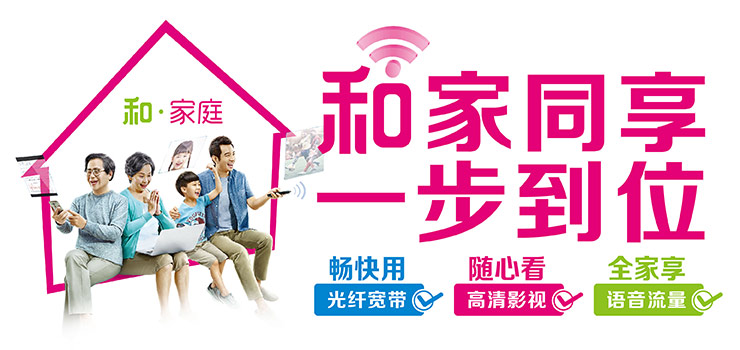 和·家庭
和家同享
一步到位
畅快用
光纤宽带
随心看
高清影视
全家享
语音流量